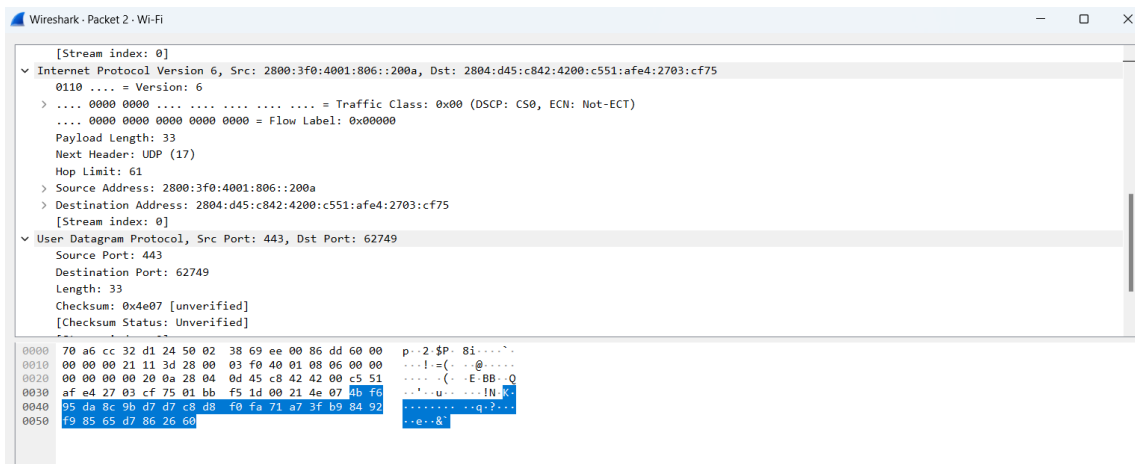 Wireshark · Packet 2 · Wi-Fi
[Stream index: 0]
Internet Protocol Version 6, Src: 2800:3f0:4001:806::200a, Dst: 2804:d45:c842:4200:c551:afe4:2703:cf75
0110 .... = Version: 6
.... 0000 0000 .... .... .... .... .... = Traffic Class: 0x00 (DSCP: CS0, ECN: Not-ECT)
.... 0000 0000 0000 0000 0000 = Flow Label: 0x00000
Payload Length: 33
Next Header: UDP (17)
Hop Limit: 61
Source Address: 2800:3f0:4001:806::200a
Destination Address: 2804:d45:c842:4200:c551:afe4:2703:cf75
[Stream index: 0]
User Datagram Protocol, Src Port: 443, Dst Port: 62749
Source Port: 443
Destination Port: 62749
Length: 33
Checksum: 0x4e07 [unverified]
[Checksum Status: Unverified]
0000 70 a6 cc 32 d1 24 50 02 38 69 ee 00 86 dd 60 00 p··2·$P· 8i····`·
0010 00 00 00 21 11 3d 28 00 03 f0 40 01 08 06 00 00 ···!·=(· ··@·····
0020 00 00 00 00 20 0a 28 04 0d 45 c8 42 42 00 c5 51 ···· ·(· ·E·BB··Q
0030 af e4 27 03 cf 75 01 bb f5 1d 00 21 4e 07 4b f6 ··'··u·· ···!N·K·
0040 95 da 8c 9b d7 d7 c8 d8 f0 fa 71 a7 3f b9 84 92 ········ ··q·?···
0050 f9 85 65 d7 86 26 60 ··e··&`